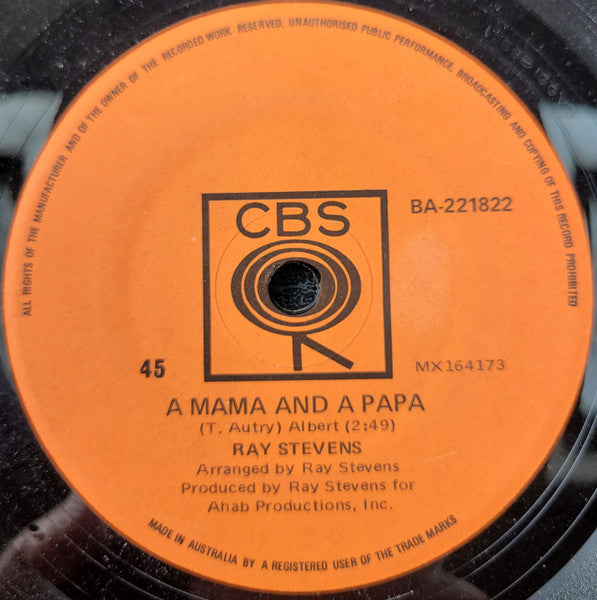 ALL RIGHTS OF THE MANUFACTURER AND OF THE OWNER OF THE RECORDED WORK RESERVED, UNAUTHORISED PUBLIC PERFORMANCE, BROADCASTING AND COPYING OF THIS RECORD PROHIBITED
CBS
BA-221822
45
MX164173
A MAMA AND A PAPA
(T. Autry) Albert (2:49)
RAY STEVENS
Arranged by Ray Stevens
Produced by Ray Stevens for
Ahab Productions, Inc.
MADE IN AUSTRALIA BY A REGISTERED USER OF THE TRADE MARKS